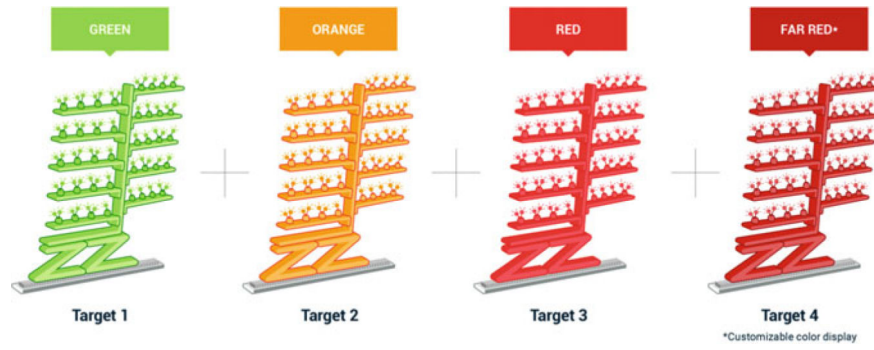 GREEN
ORANGE
RED
FAR RED*
Target 1
Target 2
Target 3
Target 4
*Customizable color display